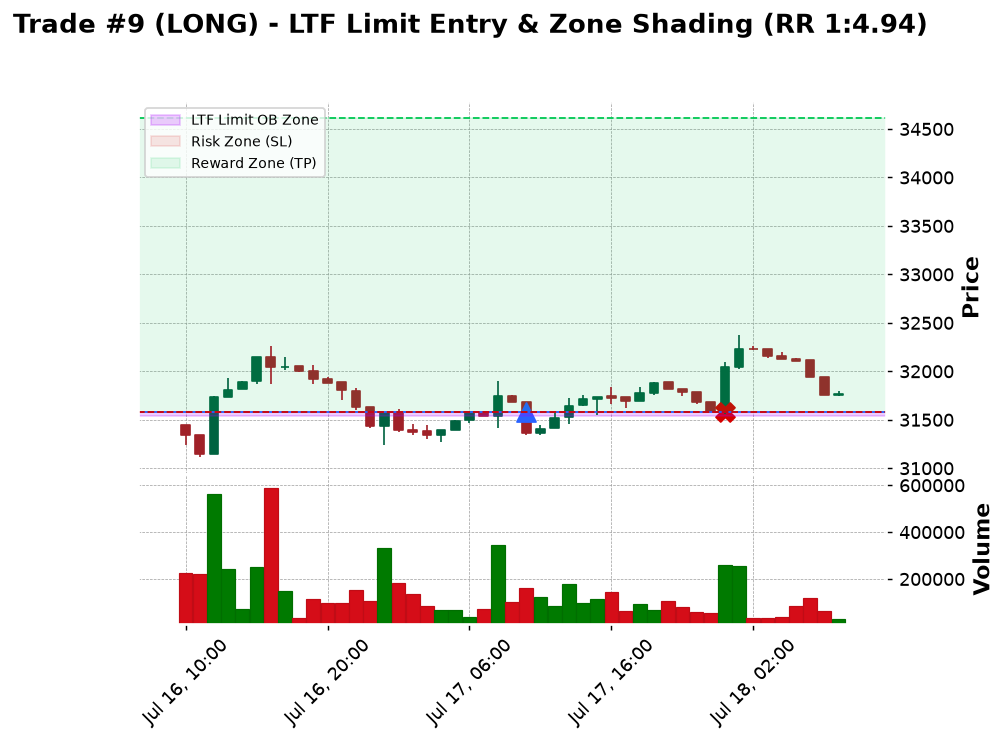 Trade #9 (LONG) - LTF Limit Entry & Zone Shading (RR 1:4.94)
LTF Limit OB Zone
Risk Zone (SL)
Reward Zone (TP)
34500
34000
33500
33000
32500
32000
31500
31000
Price
600000
400000
200000
Volume
Jul 16, 10:00
Jul 16, 20:00
Jul 17, 06:00
Jul 17, 16:00
Jul 18, 02:00